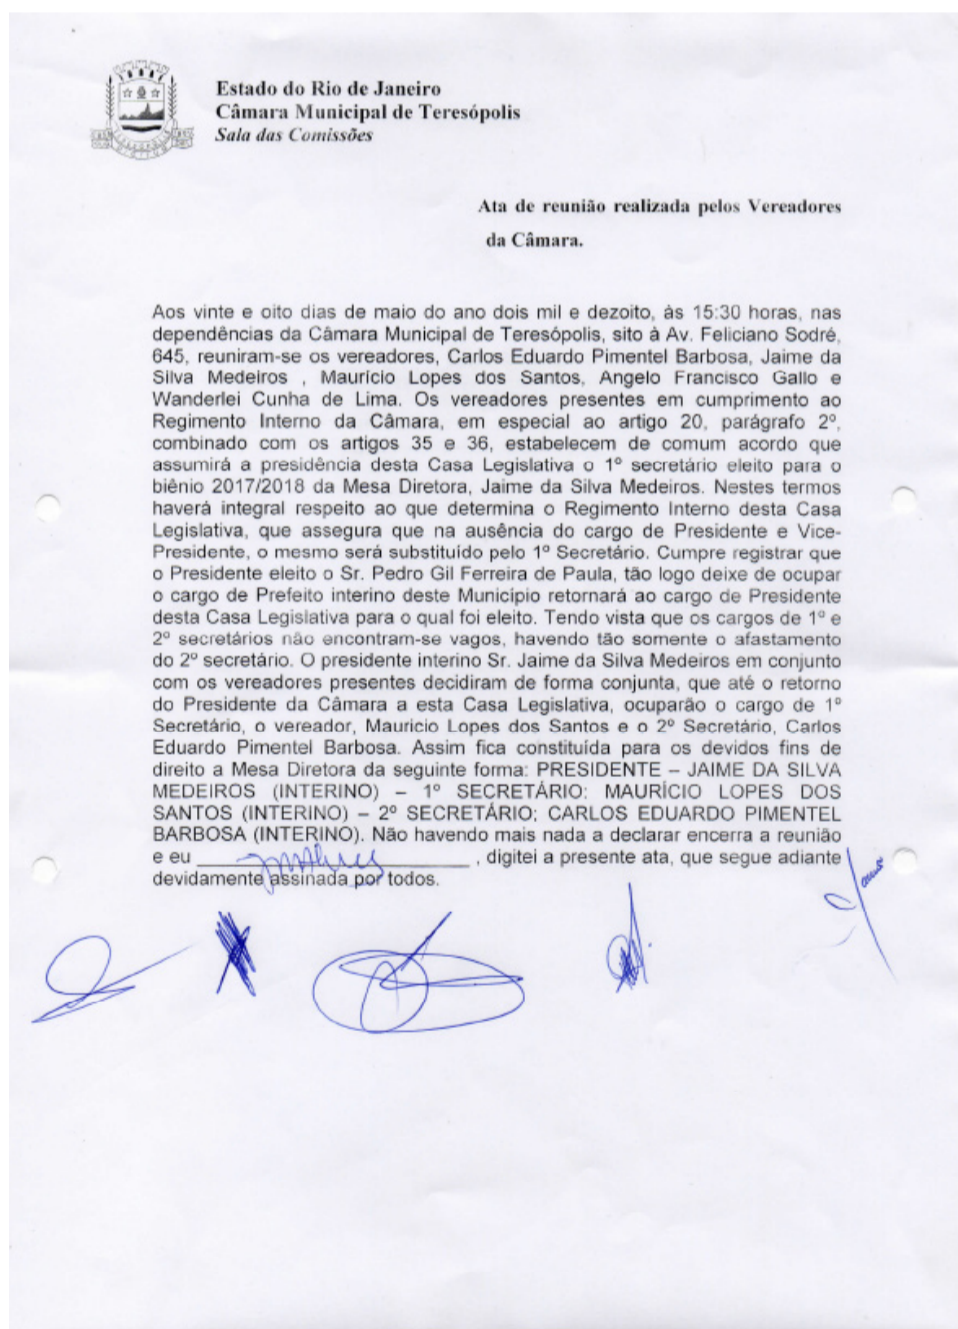 Estado do Rio de Janeiro
Câmara Municipal de Teresópolis
Sala das Comissões
Ata de reunião realizada pelos Vereadores
da Câmara.
Aos vinte e oito dias de maio do ano dois mil e dezoito, às 15:30 horas, nas
dependências da Câmara Municipal de Teresópolis, sito à Av. Feliciano Sodré,
645, reuniram-se os vereadores, Carlos Eduardo Pimentel Barbosa, Jaime da
Silva Medeiros , Maurício Lopes dos Santos, Angelo Francisco Gallo e
Wanderlei Cunha de Lima. Os vereadores presentes em cumprimento ao
Regimento Interno da Câmara, em especial ao artigo 20, parágrafo 2º,
combinado com os artigos 35 e 36, estabelecem de comum acordo que
assumirá a presidência desta Casa Legislativa o 1º secretário eleito para o
biênio 2017/2018 da Mesa Diretora, Jaime da Silva Medeiros. Nestes termos
haverá integral respeito ao que determina o Regimento Interno desta Casa
Legislativa, que assegura que na ausência do cargo de Presidente e Vice-
Presidente, o mesmo será substituído pelo 1º Secretário. Cumpre registrar que
o Presidente eleito o Sr. Pedro Gil Ferreira de Paula, tão logo deixe de ocupar
o cargo de Prefeito interino deste Municipio retornará ao cargo de Presidente
desta Casa Legislativa para o qual foi eleito. Tendo vista que os cargos de 1º e
2º secretários não encontram-se vagos, havendo tão somente o afastamento
do 2º secretário. O presidente interino Sr. Jaime da Silva Medeiros em conjunto
com os vereadores presentes decidiram de forma conjunta, que até o retorno
do Presidente da Câmara a esta Casa Legislativa, ocuparão o cargo de 1º
Secretário, o vereador, Mauricio Lopes dos Santos e o 2º Secretário, Carlos
Eduardo Pimentel Barbosa. Assim fica constituída para os devidos fins de
direito a Mesa Diretora da seguinte forma: PRESIDENTE – JAIME DA SILVA
MEDEIROS (INTERINO) – 1º SECRETÁRIO: MAURÍCIO LOPES DOS
SANTOS (INTERINO) – 2º SECRETÁRIO; CARLOS EDUARDO PIMENTEL
BARBOSA (INTERINO). Não havendo mais nada a declarar encerra a reunião
e eu ____________________________ , digitei a presente ata, que segue adiante
devidamente assinada por todos.